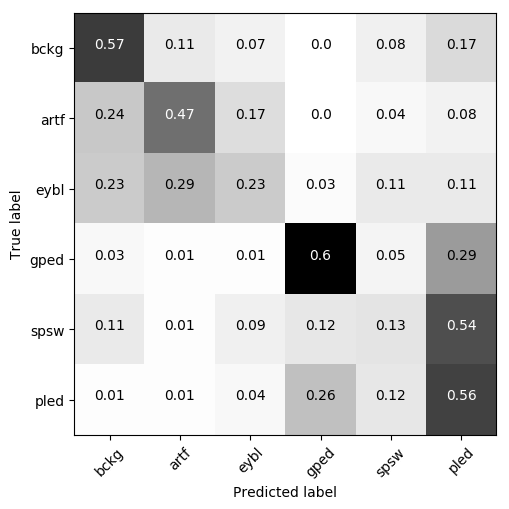 bckg 0.57 0.11 0.07 0.0 0.08 0.17
artf 0.24 0.47 0.17 0.0 0.04 0.08
eybl 0.23 0.29 0.23 0.03 0.11 0.11
gped 0.03 0.01 0.01 0.6 0.05 0.29
spsw 0.11 0.01 0.09 0.12 0.13 0.54
pled 0.01 0.01 0.04 0.26 0.12 0.56
True label
bckg artf eybl gped spsw pled
Predicted label